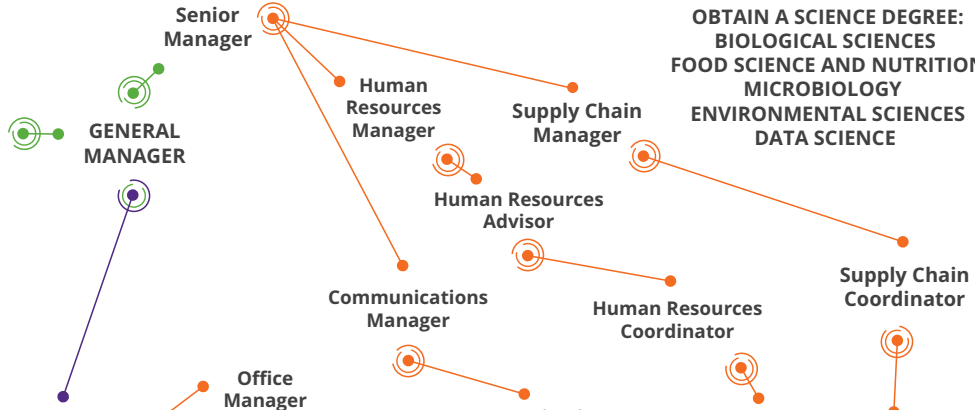 Senior
Manager
OBTAIN A SCIENCE DEGREE:
BIOLOGICAL SCIENCES
FOOD SCIENCE AND NUTRITION
MICROBIOLOGY
ENVIRONMENTAL SCIENCES
DATA SCIENCE
Human
Resources
Manager
Supply Chain
Manager
GENERAL
MANAGER
Human Resources
Advisor
Supply Chain
Coordinator
Communications
Manager
Human Resources
Coordinator
Office
Manager